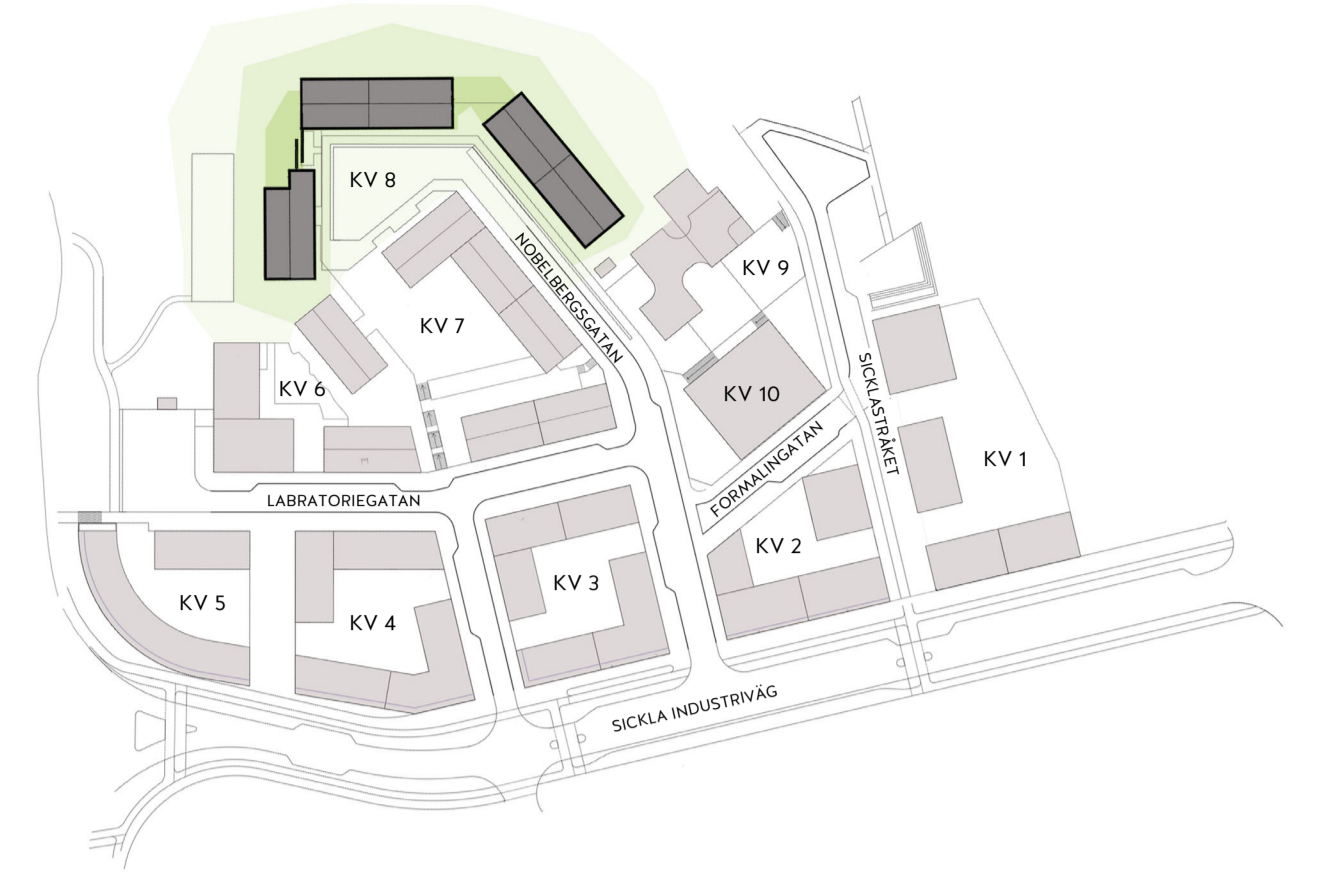 KV 8
NOBELBERGSGATAN
KV 9
KV 7
KV 6
KV 10
SICKLASTRÅKET
KV 1
FORMALINGATAN
LABRATORIEGATAN
KV 2
KV 3
KV 5
KV 4
SICKLA INDUSTRIVÄG